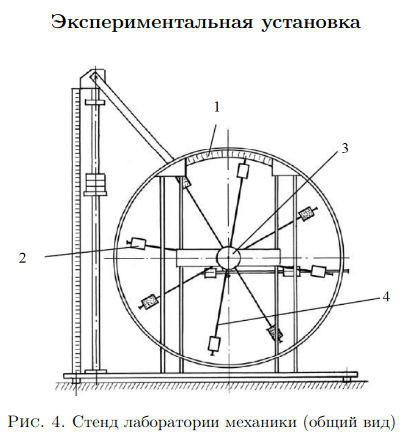 Экспериментальная установка
1
3
2
4
Рис. 4. Стенд лаборатории механики (общий вид)